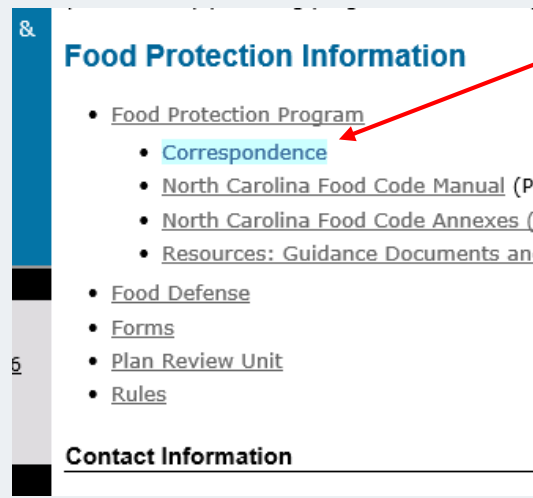 &
Food Protection Information
Food Protection Program
Correspondence
North Carolina Food Code Manual (P
North Carolina Food Code Annexes (
Resources: Guidance Documents an
Food Defense
Forms
6
Plan Review Unit
Rules
Contact Information